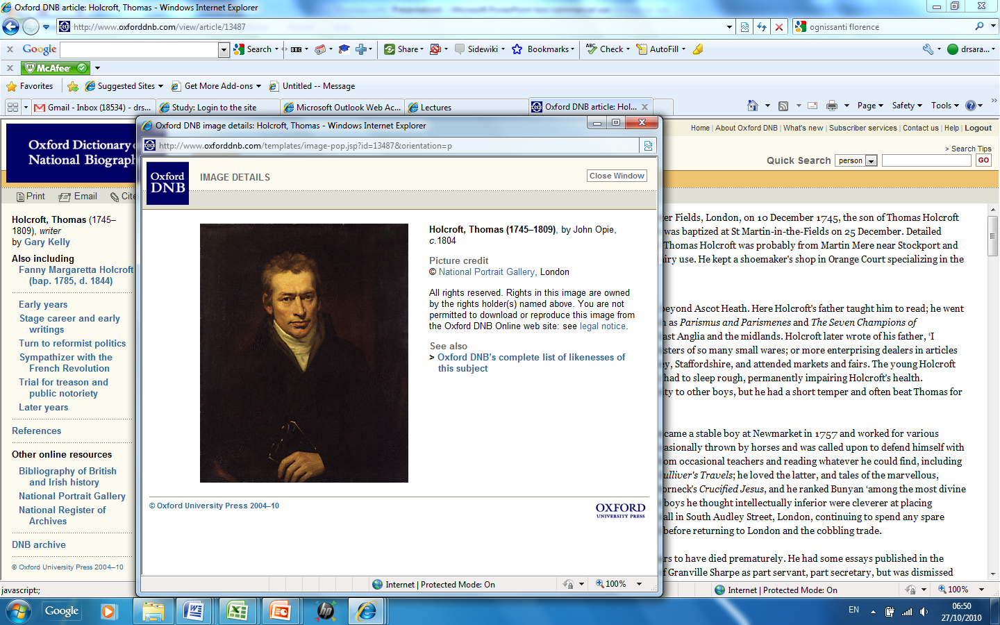 Oxford DNB article: Holcroft, Thomas - Windows Internet Explorer
http://www.oxforddnb.com/view/article/13487
ognissanti florence
x Google Search BBC Share Sidewiki Bookmarks Check AutoFill drsara...
x McAfee
Favorites Suggested Sites Get More Add-ons Untitled -- Message
Gmail - Inbox (18534) - drs... Study: Login to the site Microsoft Outlook Web Ac... Lectures Oxford DNB article: Hol... Page Safety Tools
Oxford DNB image details: Holcroft, Thomas - Windows Internet Explorer
http://www.oxforddnb.com/templates/image-pop.jsp?id=13487&orientation=p
Oxford
DNB
IMAGE DETAILS
Close Window
Holcroft, Thomas (1745–1809), by John Opie,
c.1804
Picture credit
© National Portrait Gallery, London
All rights reserved. Rights in this image are owned
by the rights holder(s) named above. You are not
permitted to download or reproduce this image from
the Oxford DNB Online web site: see legal notice.
See also
> Oxford DNB's complete list of likenesses of
this subject
© Oxford University Press 2004–10
OXFORD
UNIVERSITY PRESS
Internet | Protected Mode: On 100%
Oxford Dictionary o
National Biograp
Home | About Oxford DNB | What's new | Subscriber services | Contact us | Help | Logout
> Search Tips
Quick Search person GO
Print Email Cite
Holcroft, Thomas (1745–
1809), writer
by Gary Kelly
Also including
Fanny Margaretta Holcroft
(bap. 1785, d. 1844)
Early years
Stage career and early
writings
Turn to reformist politics
Sympathizer with the
French Revolution
Trial for treason and
public notoriety
Later years
References
Other online resources
Bibliography of British
and Irish history
National Portrait Gallery
National Register of
Archives
DNB archive
© Oxford University Press 2004–10
er Fields, London, on 10 December 1745, the son of Thomas Holcroft
was baptized at St Martin-in-the-Fields on 25 December. Detailed
Thomas Holcroft was probably from Martin Mere near Stockport and
iry use. He kept a shoemaker's shop in Orange Court specializing in the
beyond Ascot Heath. Here Holcroft's father taught him to read; he went
as Parismus and Parismenes and The Seven Champions of
ast Anglia and the midlands. Holcroft later wrote of his father, ‘I
sters of so many small wares; or more enterprising dealers in articles
ey, Staffordshire, and attended markets and fairs. The young Holcroft
had to sleep rough, permanently impairing Holcroft's health.
ity to other boys, but he had a short temper and often beat Thomas for
came a stable boy at Newmarket in 1757 and worked for various
asionally thrown by horses and was called upon to defend himself with
om occasional teachers and reading whatever he could find, including
ulliver's Travels; he loved the latter, and tales of the marvellous,
orneck's Crucified Jesus, and he ranked Bunyan ‘among the most divine
boys he thought intellectually inferior were cleverer at placing
all in South Audley Street, London, continuing to spend any spare
before returning to London and the cobbling trade.
rs to have died prematurely. He had some essays published in the
f Granville Sharpe as part servant, part secretary, but was dismissed
javascript:;
Internet | Protected Mode: On 100%
Google hp EN 06:50
27/10/2010